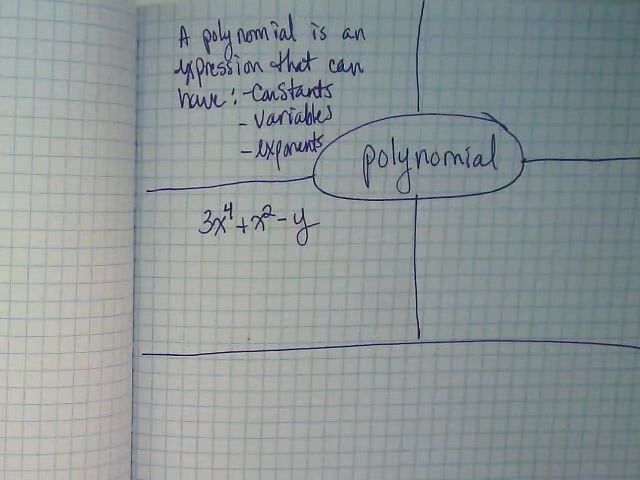 A polynomial is an
expression that can
have: - Constants
- Variables
- exponents
polynomial
3x⁴+x²-y